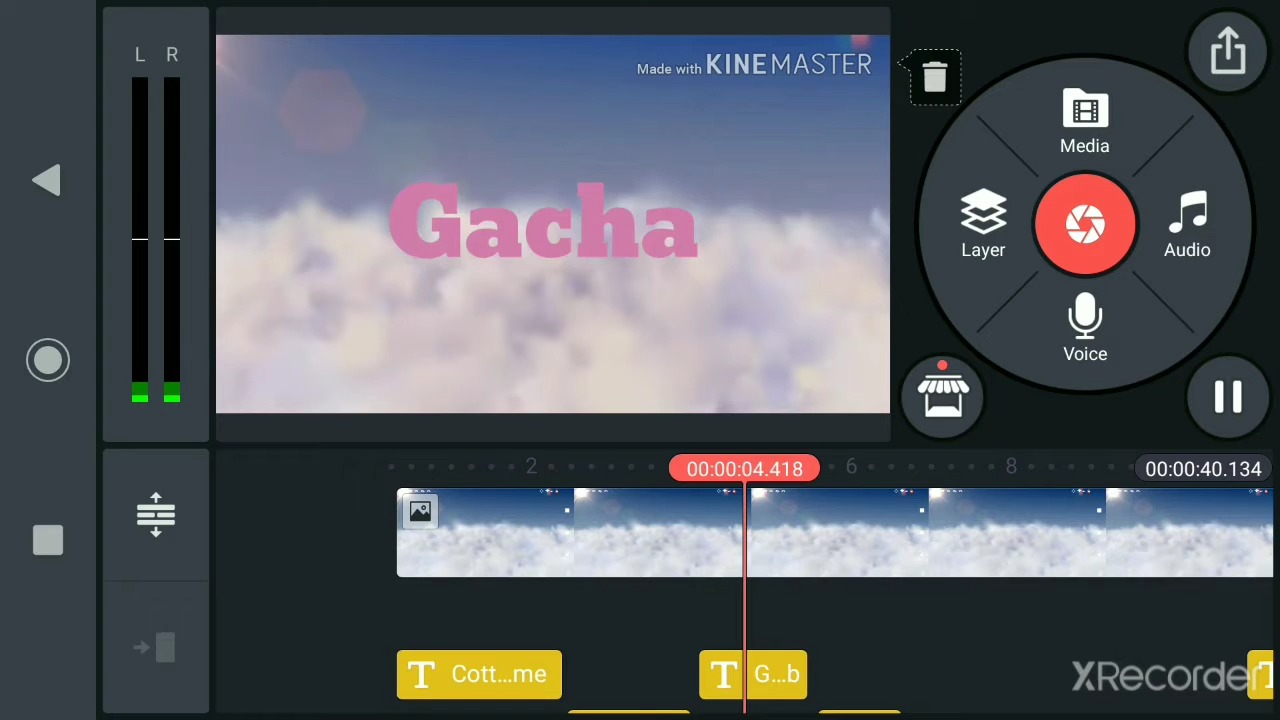 L R
Made with KINEMASTER
Gacha
Media
Layer
Audio
Voice
2
00:00:04.418
6
8
00:00:40.134
T Cott...me
T G...b
T
XRecorder